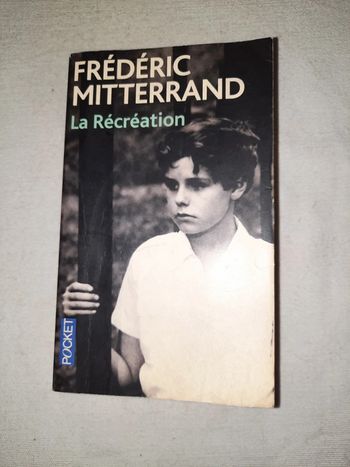 FRÉDÉRIC
MITTERRAND
La Récréation
POCKET